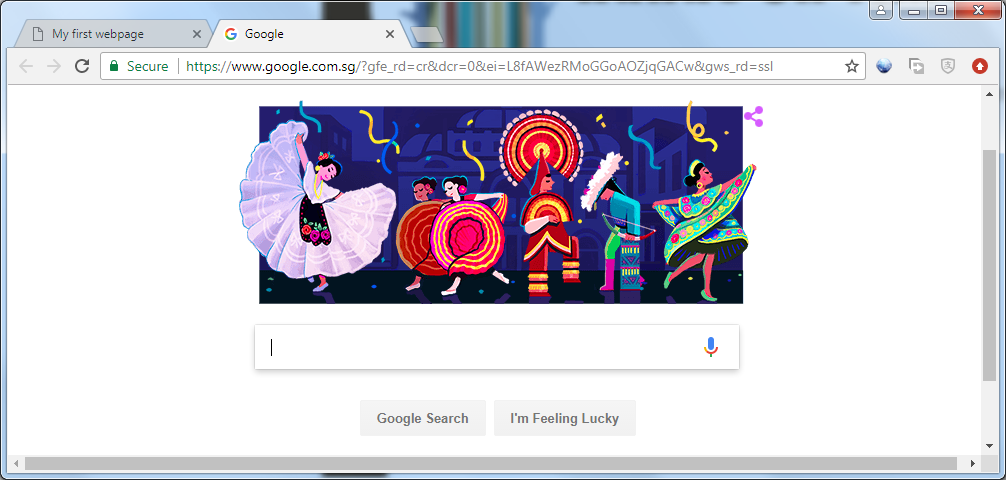 My first webpage
Google
Secure
https://www.google.com.sg/?gfe_rd=cr&dcr=0&ei=L8fAWezRMoGGoAOZjqGACw&gws_rd=ssl
Google Search
I'm Feeling Lucky